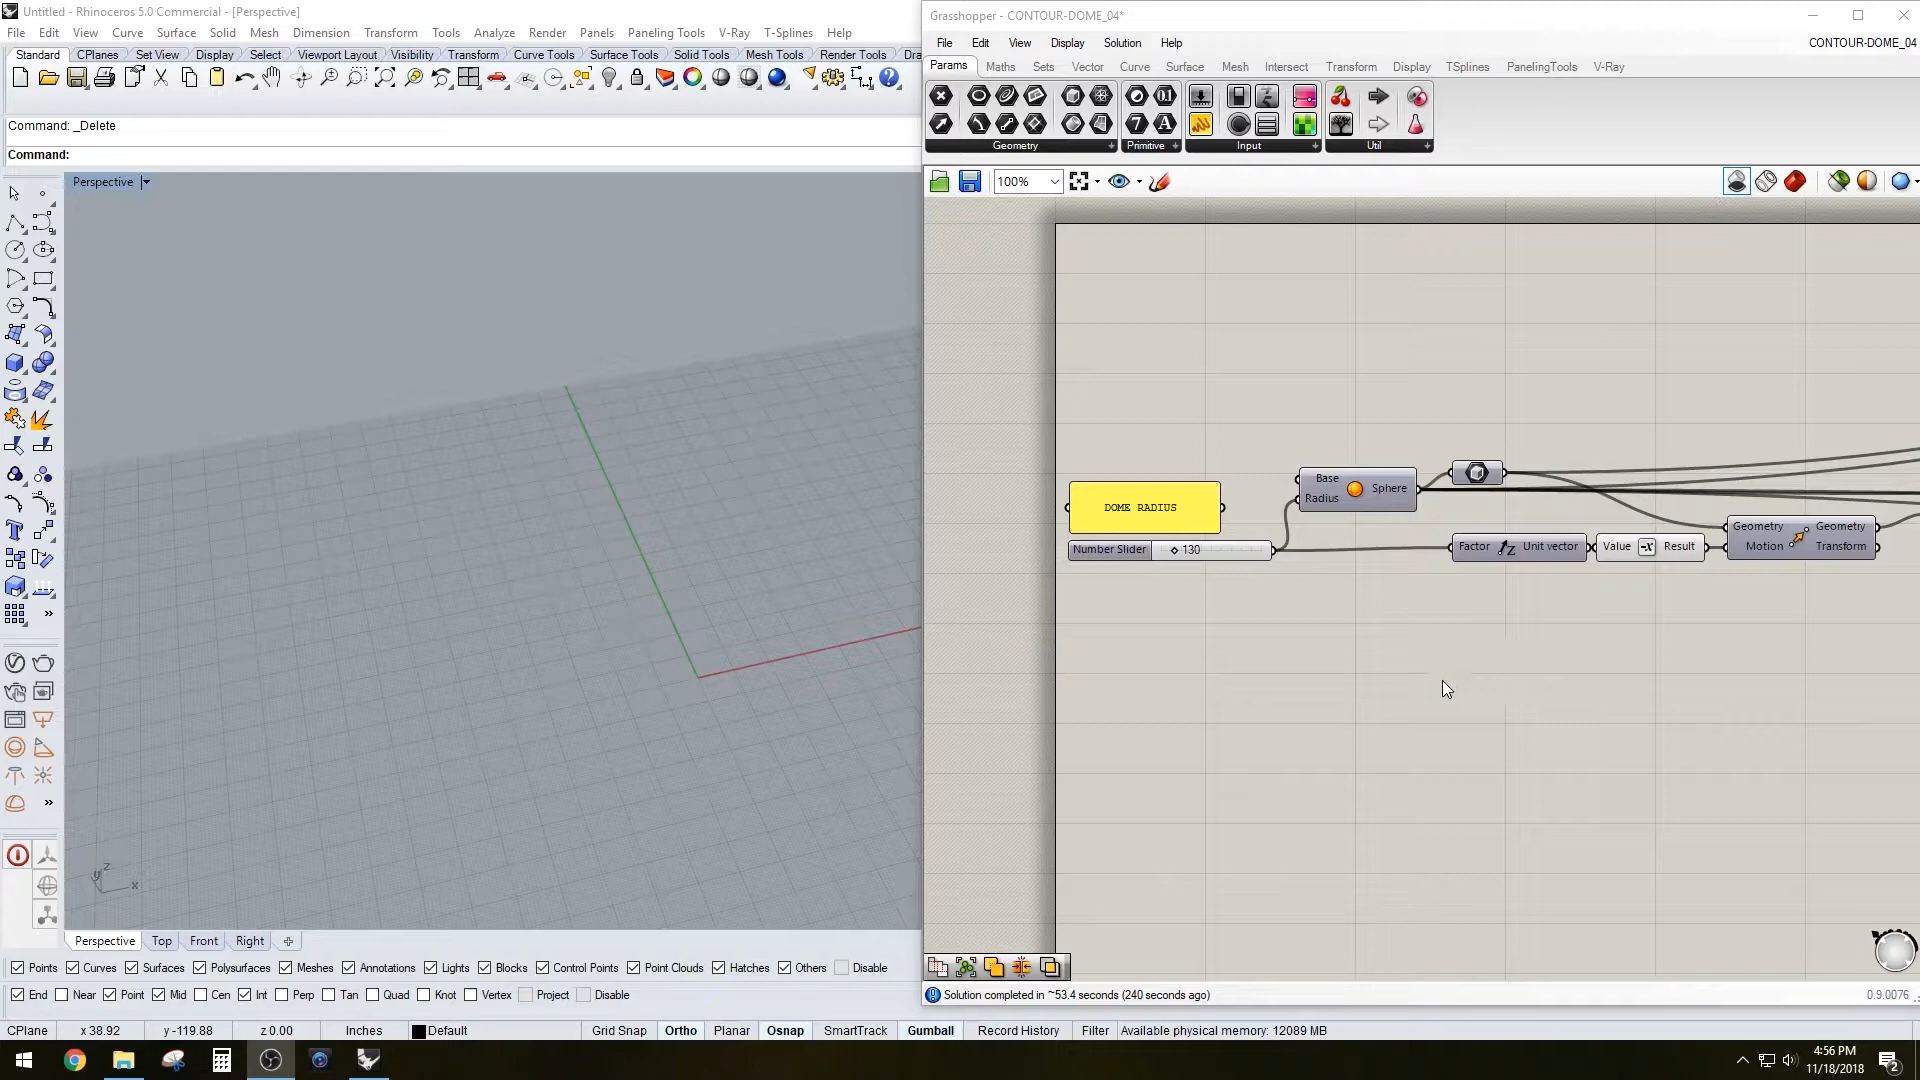 Untitled - Rhinoceros 5.0 Commercial - [Perspective]
File Edit View Curve Surface Solid Mesh Dimension Transform Tools Analyze Render Panels Paneling Tools V-Ray T-Splines Help
Standard CPlanes Set View Display Select Viewport Layout Visibility Transform Curve Tools Surface Tools Solid Tools Mesh Tools Render Tools Dra
Command: _Delete
Command:
Perspective
z
y
x
Perspective Top Front Right
Points Curves Surfaces Polysurfaces Meshes Annotations Lights Blocks Control Points Point Clouds Hatches Others Disable
End Near Point Mid Cen Int Perp Tan Quad Knot Vertex Project Disable
CPlane x 38.92 y -119.88 z 0.00 Inches Default Grid Snap Ortho Planar Osnap SmartTrack Gumball Record History Filter Available physical memory: 12089 MB
Grasshopper - CONTOUR-DOME_04*
File Edit View Display Solution Help CONTOUR-DOME_04
Params Maths Sets Vector Curve Surface Mesh Intersect Transform Display TSplines PanelingTools V-Ray
Geometry Primitive Input Util
100%
DOME RADIUS
Number Slider 130
Base
Radius
Sphere
Factor Z Unit vector
Value -x Result
Geometry
Motion
Geometry
Transform
Solution completed in ~53.4 seconds (240 seconds ago) 0.9.0076
4:56 PM
11/18/2018
2